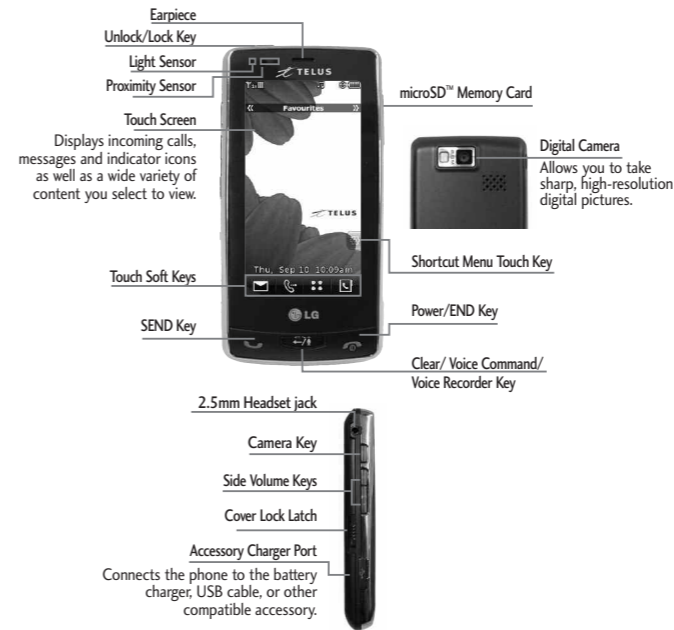 Earpiece
Unlock/Lock Key
Light Sensor
Proximity Sensor
Touch Screen
Displays incoming calls,
messages and indicator icons
as well as a wide variety of
content you select to view.
Touch Soft Keys
SEND Key
TELUS
Favourites
TELUS
Thu, Sep 10 10:09am
LG
microSD™ Memory Card
Digital Camera
Allows you to take
sharp, high-resolution
digital pictures.
Shortcut Menu Touch Key
Power/END Key
Clear/ Voice Command/
Voice Recorder Key
2.5mm Headset jack
Camera Key
Side Volume Keys
Cover Lock Latch
Accessory Charger Port
Connects the phone to the battery
charger, USB cable, or other
compatible accessory.